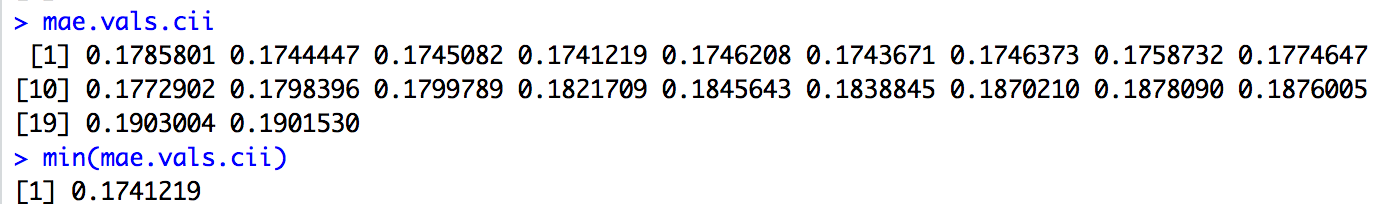 > mae.vals.cii
[1] 0.1785801 0.1744447 0.1745082 0.1741219 0.1746208 0.1743671 0.1746373 0.1758732 0.1774647
[10] 0.1772902 0.1798396 0.1799789 0.1821709 0.1845643 0.1838845 0.1870210 0.1878090 0.1876005
[19] 0.1903004 0.1901530
> min(mae.vals.cii)
[1] 0.1741219